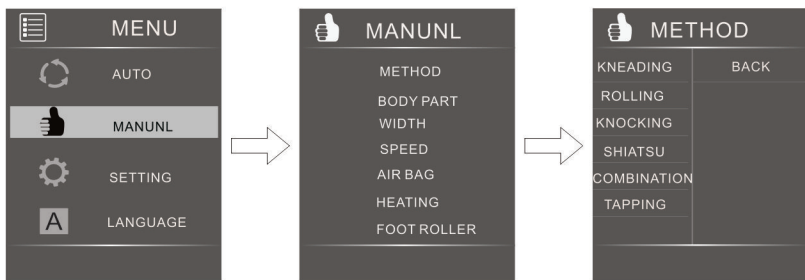 MENU
AUTO
MANUNL
SETTING
A LANGUAGE
MANUNL
METHOD
BODY PART
WIDTH
SPEED
AIR BAG
HEATING
FOOT ROLLER
METHOD
KNEADING BACK
ROLLING
KNOCKING
SHIATSU
COMBINATION
TAPPING